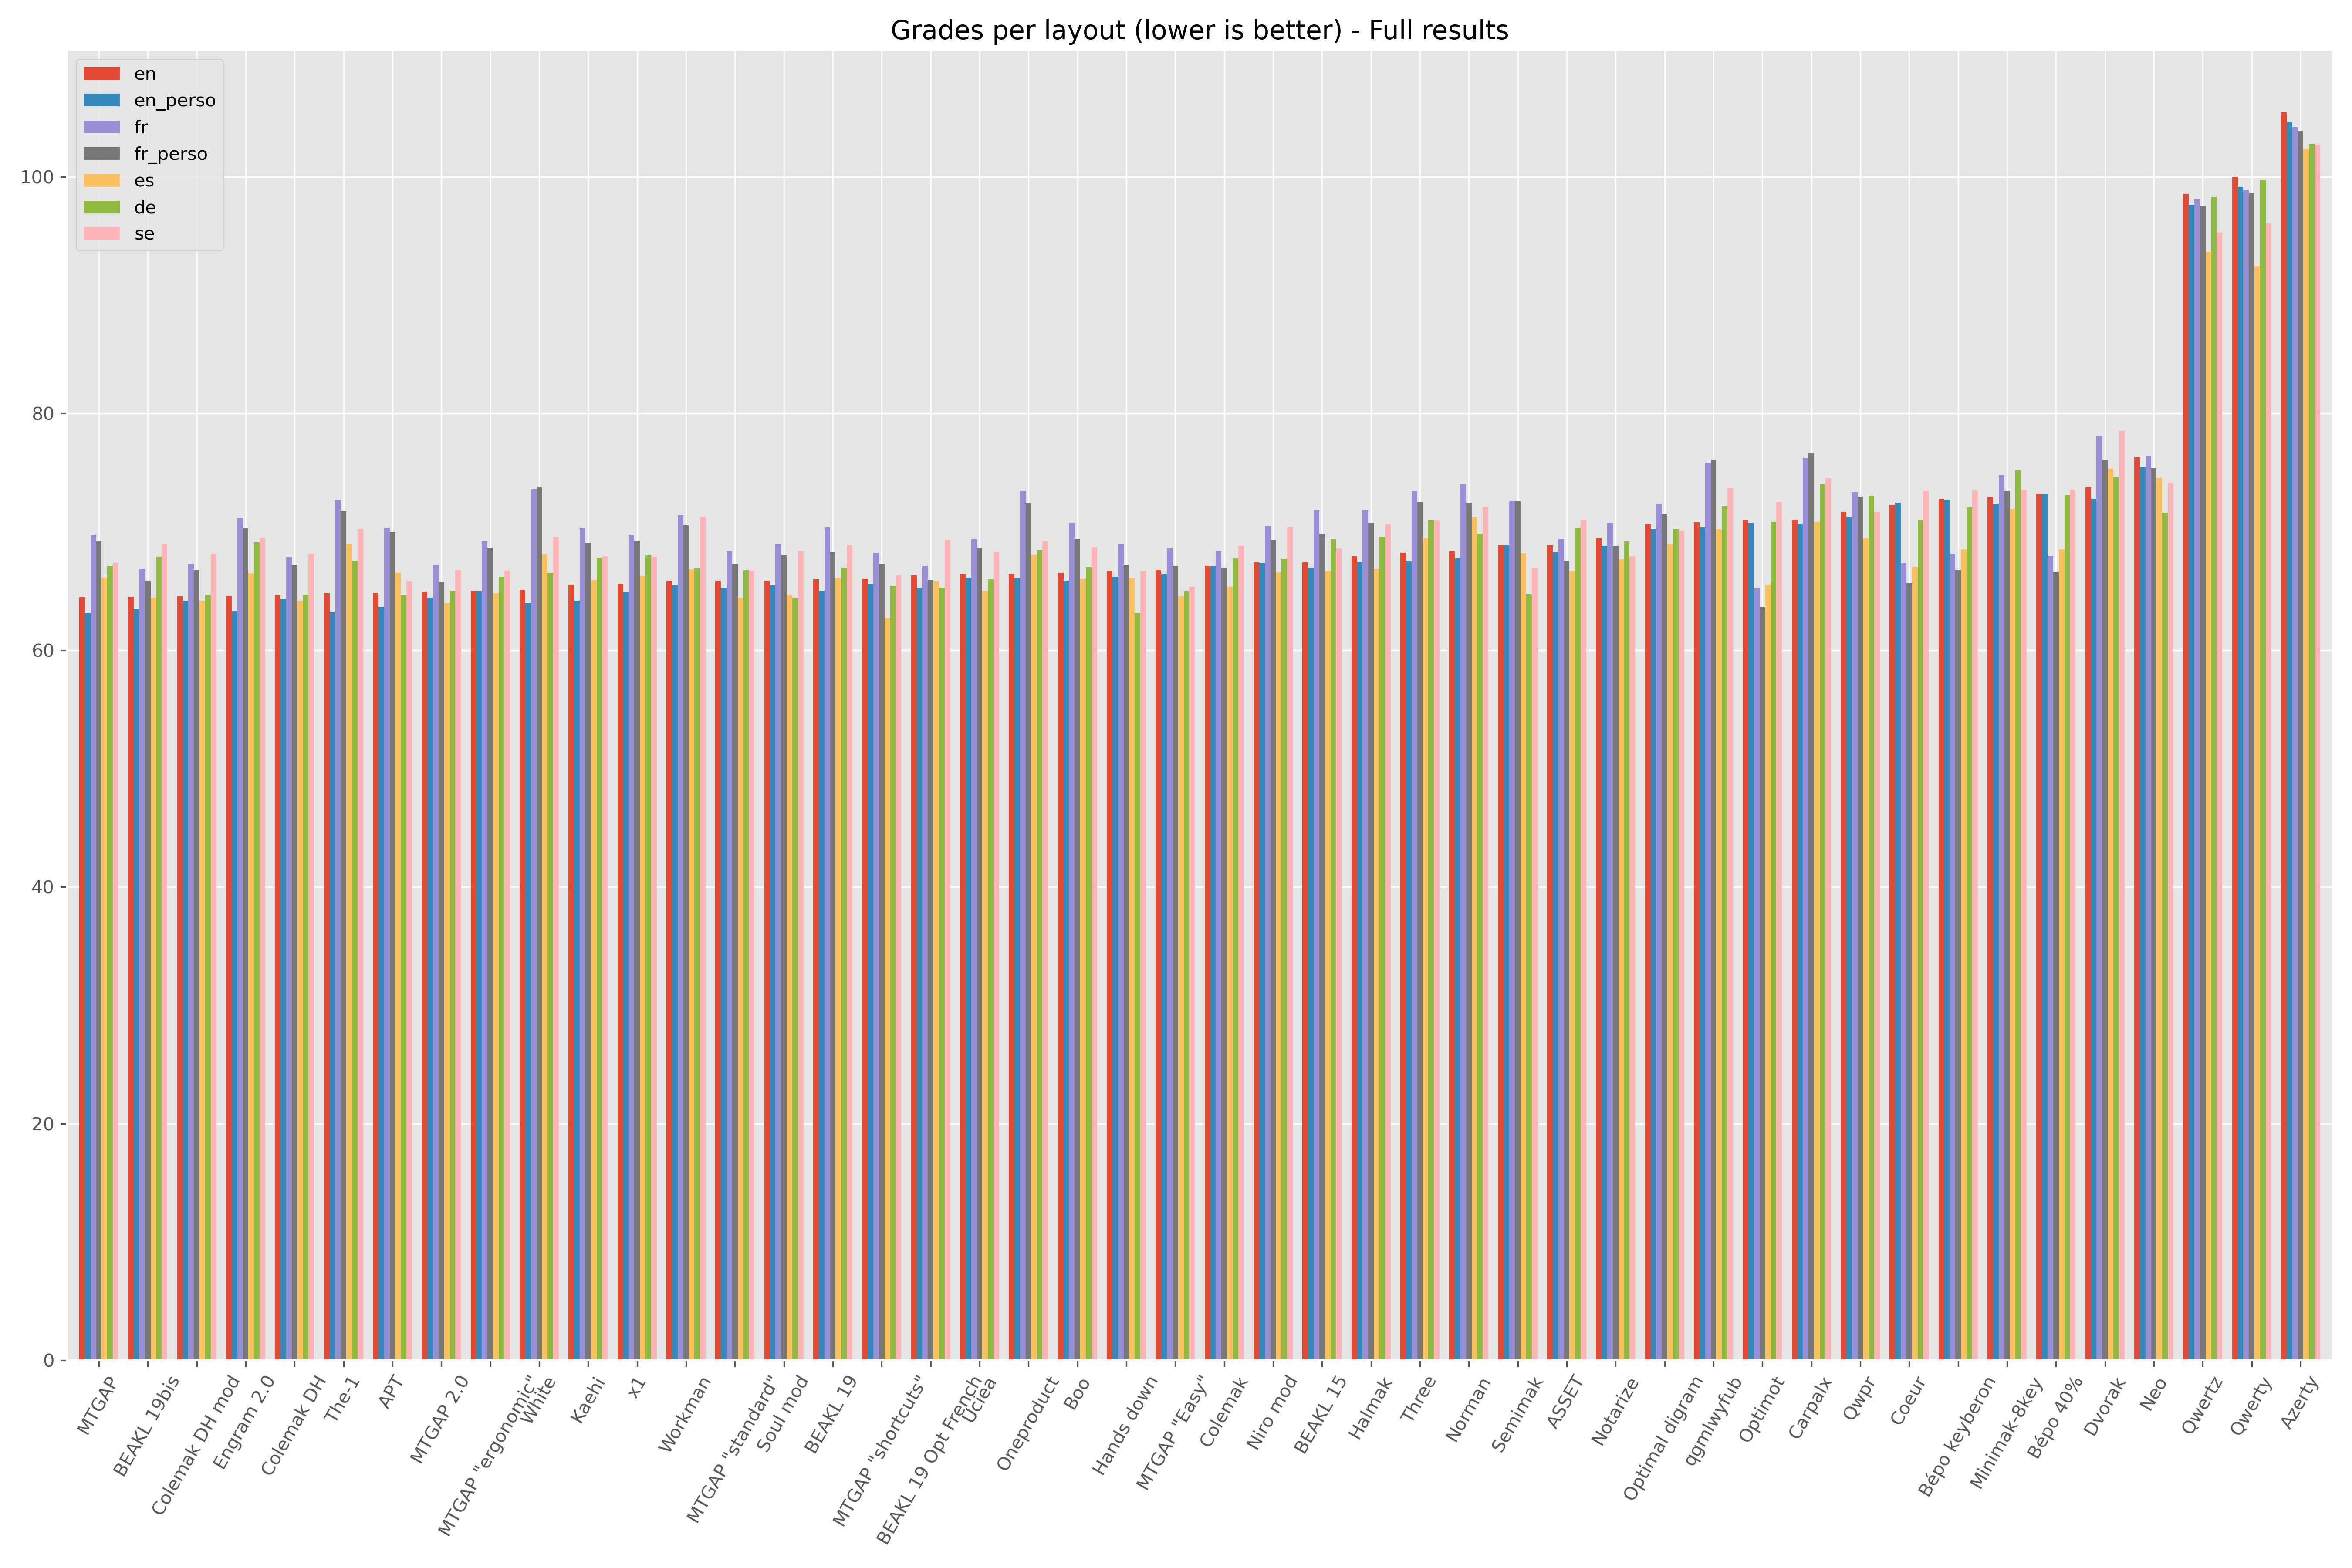 Grades per layout (lower is better) - Full results
en
en_perso
fr
fr_perso
es
de
se
100
80
60
40
20
0
MTGAP
BEAKL 19bis
Colemak DH mod
Engram 2.0
Colemak DH
The-1
APT
MTGAP 2.0
MTGAP "ergonomic"
White
Kaehi
x1
Workman
MTGAP "standard"
Soul mod
BEAKL 19
MTGAP "shortcuts"
BEAKL 19 Opt French
Uciea
Oneproduct
Boo
Hands down
MTGAP "Easy"
Colemak
Niro mod
BEAKL 15
Halmak
Three
Norman
Semimak
ASSET
Notarize
Optimal digram
qgmlwyfub
Optimot
Carpalx
Qwpr
Coeur
Bépo keyberon
Minimak-8key
Bépo 40%
Dvorak
Neo
Qwertz
Qwerty
Azerty